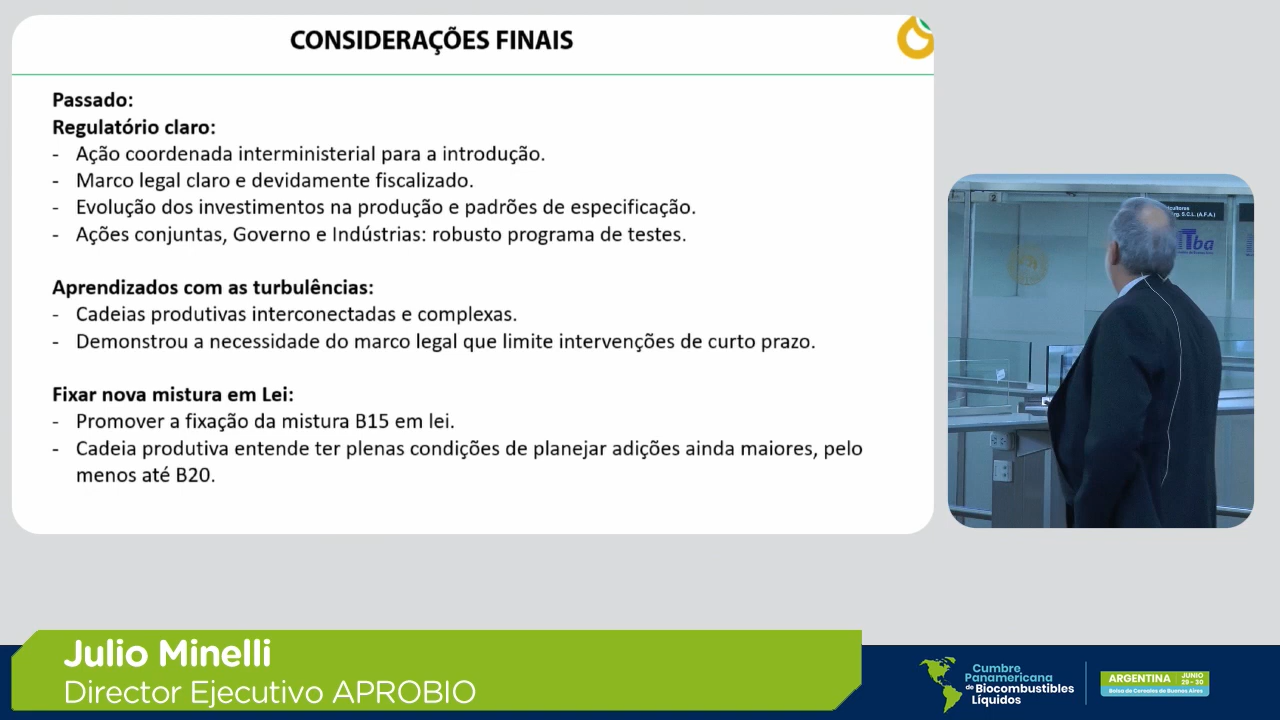 CONSIDERAÇÕES FINAIS
Passado:
Regulatório claro:
- Ação coordenada interministerial para a introdução.
- Marco legal claro e devidamente fiscalizado.
- Evolução dos investimentos na produção e padrões de especificação.
- Ações conjuntas, Governo e Indústrias: robusto programa de testes.
Aprendizados com as turbulências:
- Cadeias produtivas interconectadas e complexas.
- Demonstrou a necessidade do marco legal que limite intervenções de curto prazo.
Fixar nova mistura em Lei:
- Promover a fixação da mistura B15 em lei.
- Cadeia produtiva entende ter plenas condições de planejar adições ainda maiores, pelo
menos até B20.
2
S.C.L. (A.F.A.)
ba
Julio Minelli
Director Ejecutivo APROBIO
Cumbre
Panamericana
de Biocombustibles
Líquidos
ARGENTINA
JUNIO
29 - 30
Bolsa de Cereales de Buenos Aires